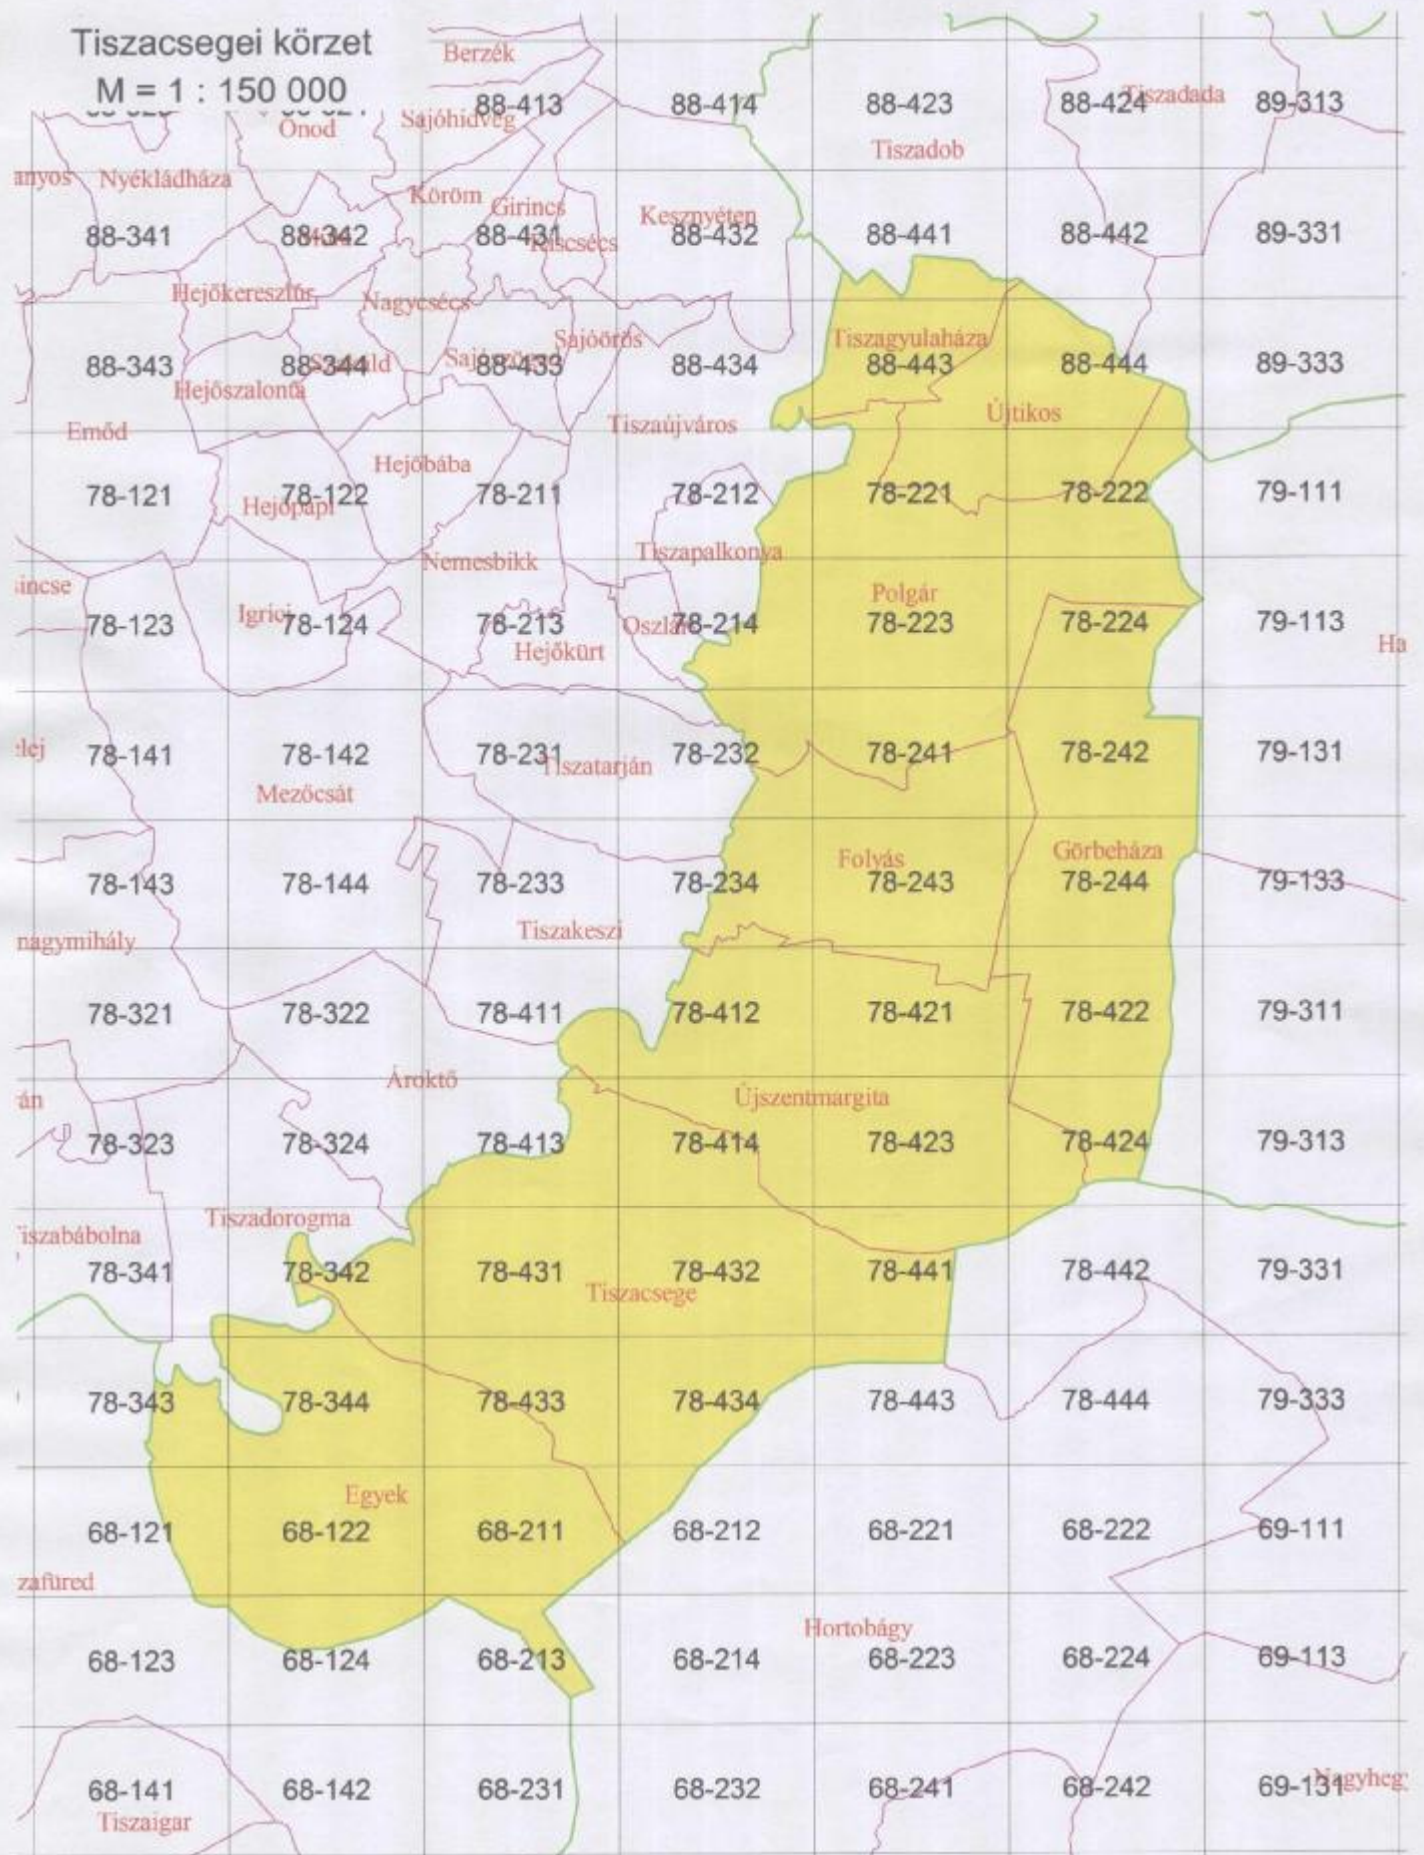 Tiszacsegei körzet
M = 1 : 150 000
Berzék
88-413
88-414
88-423
88-424
Tiszadada
89-313
Ónod
Sajóhídvég
Tiszadob
Nyékládháza
Köröm
Girincs
Kesznyéten
88-341
88-342
88-431
Kiscsécs
88-432
88-441
88-442
89-331
Hejőkeresztúr
Nagycsécs
Sajóörös
Tiszagyulaháza
88-343
88-344
88-433
88-434
88-443
88-444
89-333
Hejőszalonta
Újtikos
Emőd
Tiszaújváros
Hejőbába
78-121
78-122
78-211
78-212
78-221
78-222
79-111
Hejőpapi
Nemesbikk
Tiszapalkonya
Polgár
Igrici
78-123
78-124
78-213
78-214
78-223
78-224
79-113
Hejőkürt
Ha
78-141
78-142
78-231
Tiszatarján
78-232
78-241
78-242
79-131
Mezőcsát
Folyás
Görbeháza
78-143
78-144
78-233
78-234
78-243
78-244
79-133
nagymihály
Tiszakeszi
78-321
78-322
78-411
78-412
78-421
78-422
79-311
Ároktő
Újszentmargita
78-323
78-324
78-413
78-414
78-423
78-424
79-313
Tiszadorogma
iszabábolna
78-341
78-342
78-431
78-432
78-441
78-442
79-331
Tiszacsege
78-343
78-344
78-433
78-434
78-443
78-444
79-333
Egyek
68-121
68-122
68-211
68-212
68-221
68-222
69-111
zafüred
Hortobágy
68-123
68-124
68-213
68-214
68-223
68-224
69-113
68-141
68-142
68-231
68-232
68-241
68-242
69-131
Nagyheg
Tiszaigar